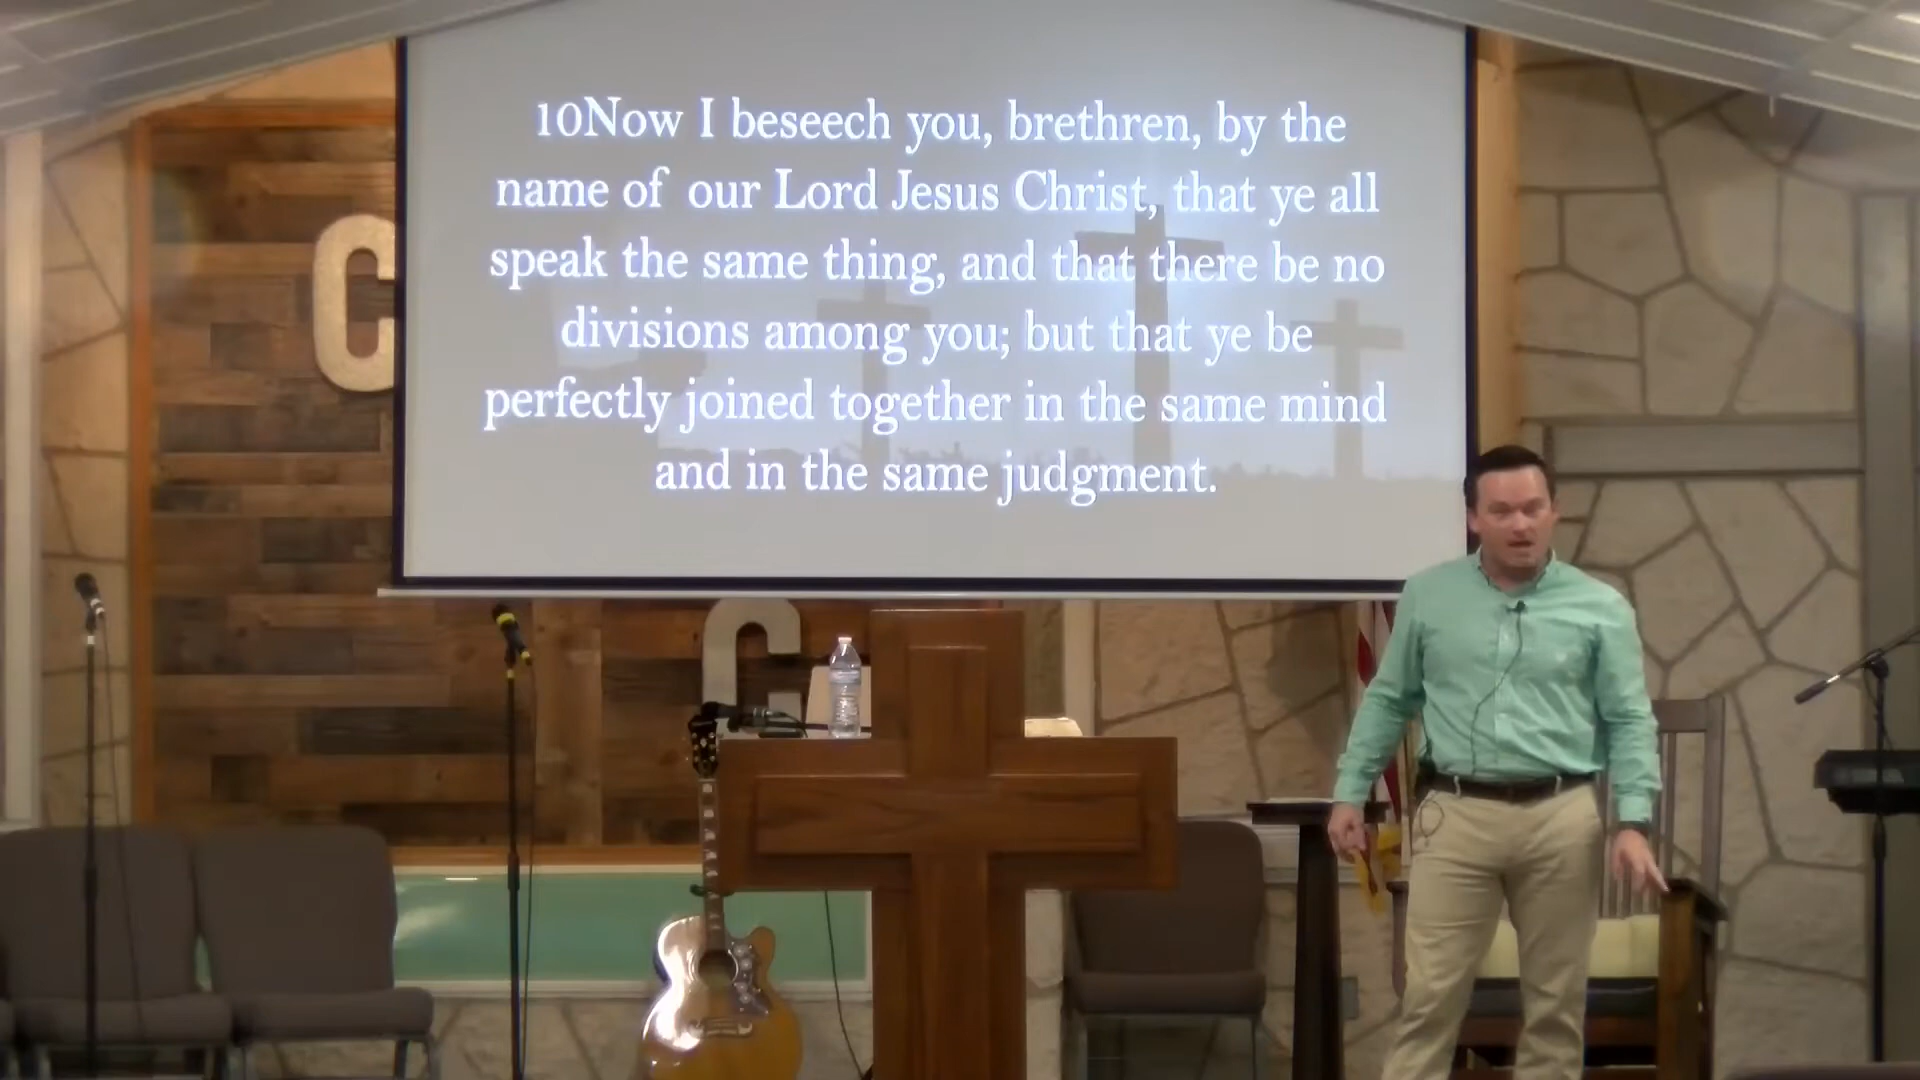 10Now I beseech you, brethren, by the
name of our Lord Jesus Christ, that ye all
speak the same thing, and that there be no
divisions among you; but that ye be
perfectly joined together in the same mind
and in the same judgment.
C
C